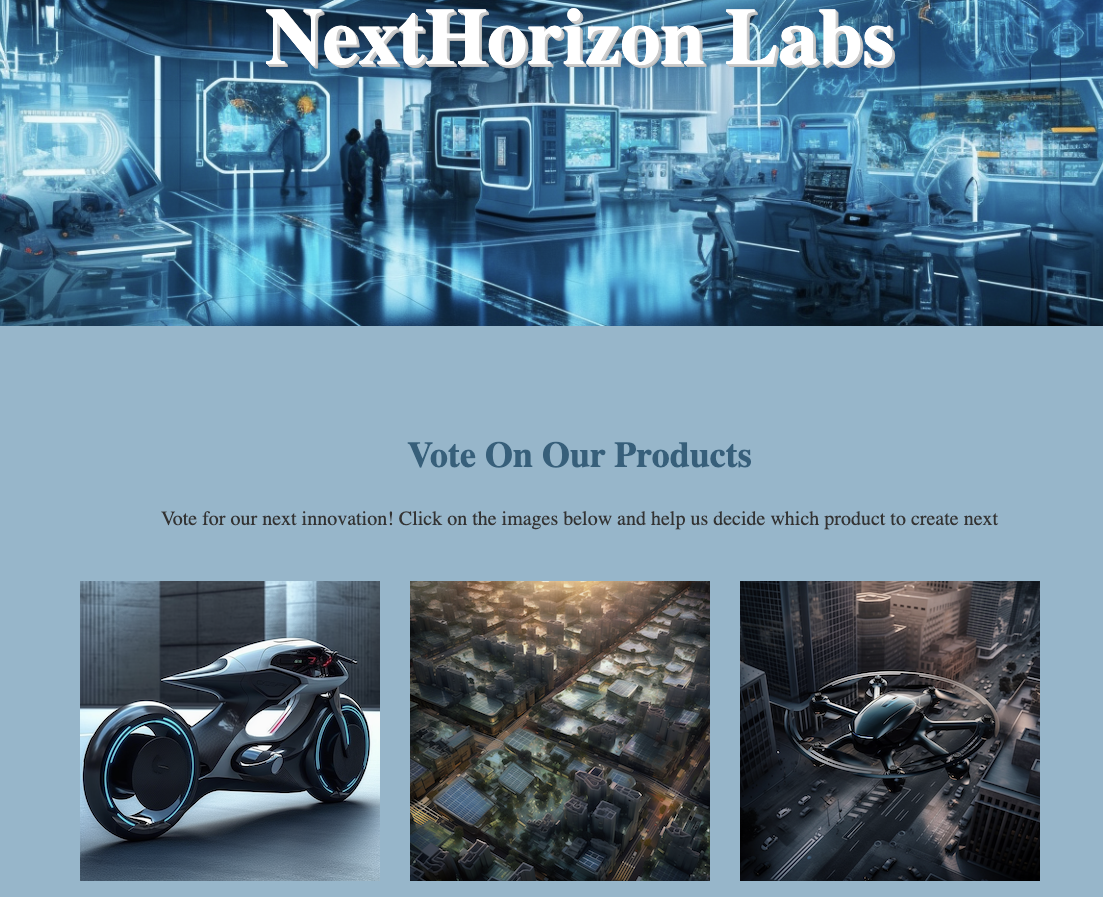 NextHorizon Labs
Vote On Our Products
Vote for our next innovation! Click on the images below and help us decide which product to create next